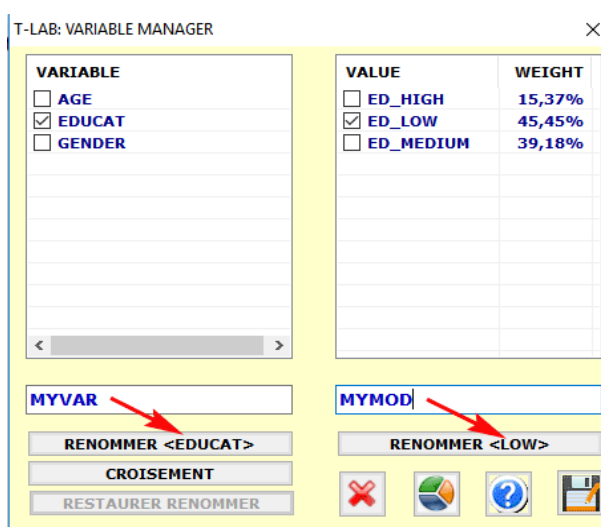 T-LAB: VARIABLE MANAGER
VARIABLE
AGE
EDUCAT
GENDER
VALUE WEIGHT
ED_HIGH 15,37%
ED_LOW 45,45%
ED_MEDIUM 39,18%
MYVAR
MYMOD
RENOMMER <EDUCAT>
RENOMMER <LOW>
CROISEMENT
RESTAURER RENOMMER